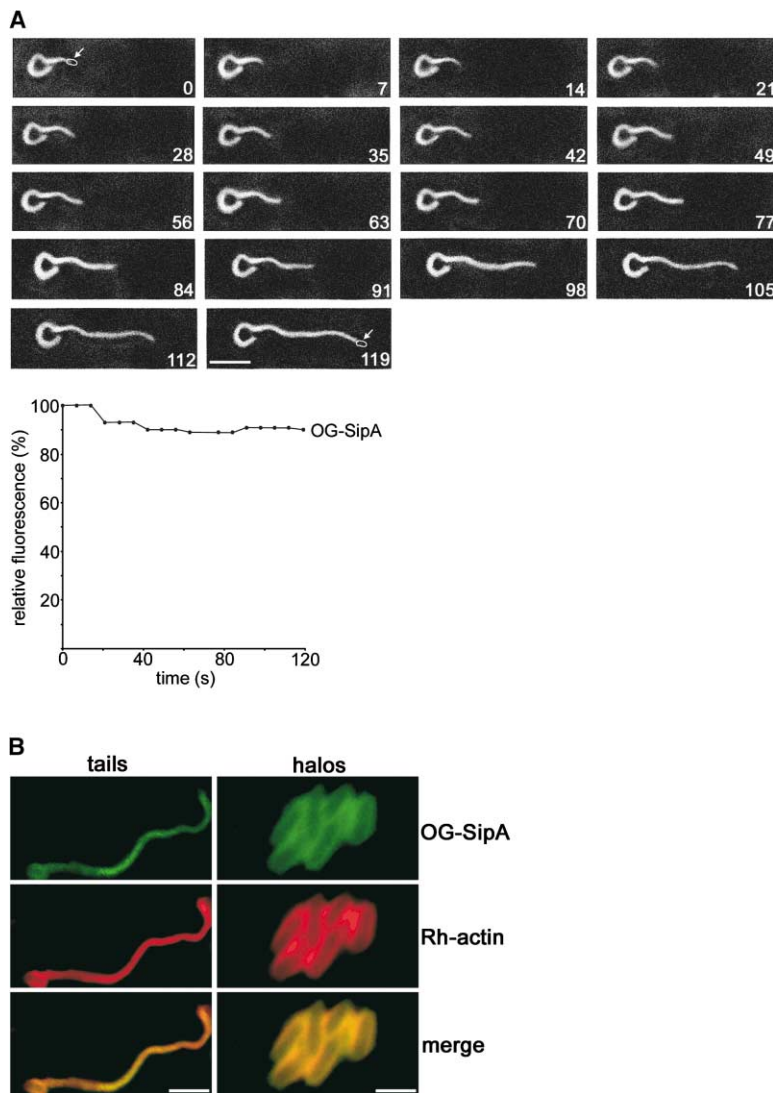 A
0 7 14 21
28 35 42 49
56 63 70 77
84 91 98 105
112 119
100
80
60
40
20
relative fluorescence (%)
OG-SipA
0 40 80 120
time (s)
B
tails halos
OG-SipA
Rh-actin
merge